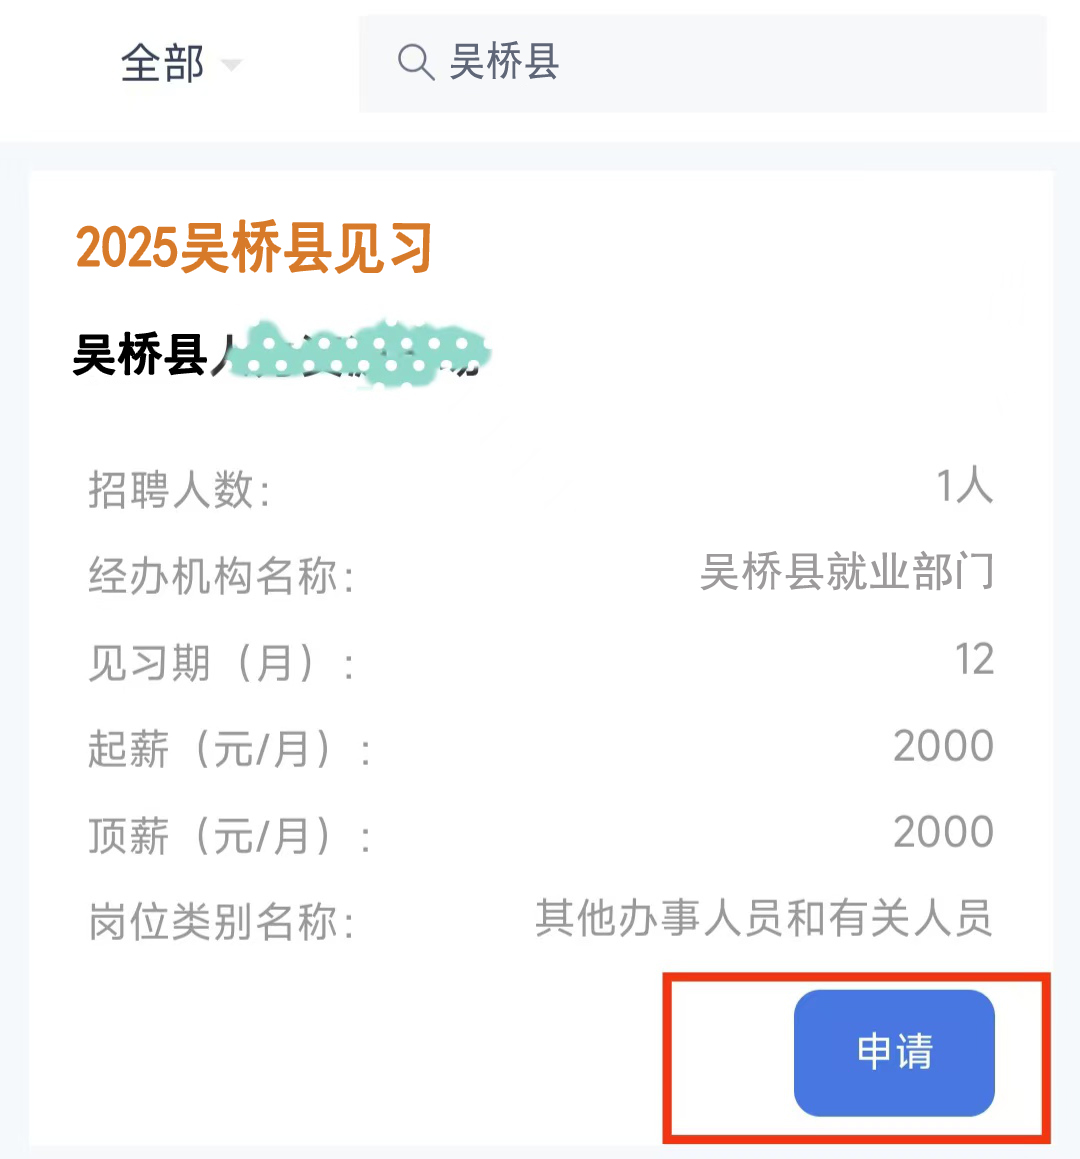 全部
吴桥县
2025吴桥县见习
吴桥县人
招聘人数: 1人
经办机构名称: 吴桥县就业部门
见习期（月）: 12
起薪（元/月）: 2000
顶薪（元/月）: 2000
岗位类别名称: 其他办事人员和有关人员
申请